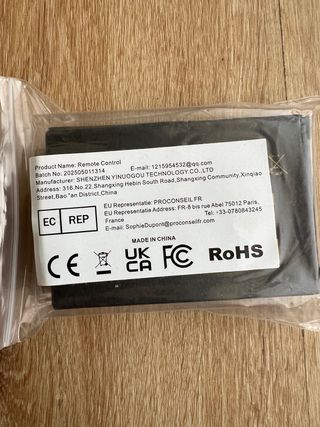 Product Name: Remote Control E-mail: 1215954532@qq.com
Batch No: 202505011314
Manufacturer: SHENZHEN YINUOGOU TECHNOLOGY CO.,LTD
Address: 316,No.22,Shangxing Hebin South Road,Shangxing Community,Xinqiao
Street,Bao "an District,China
EC REP
EU Representative: PROCONSEIL FR
EU Representative Address: FR-8 bis rue Abel 75012 Paris,
France Tel: +33-0780843245
E-mail:SophieDupont@proconseilfr.com
MADE IN CHINA
CE UK CA FC RoHS